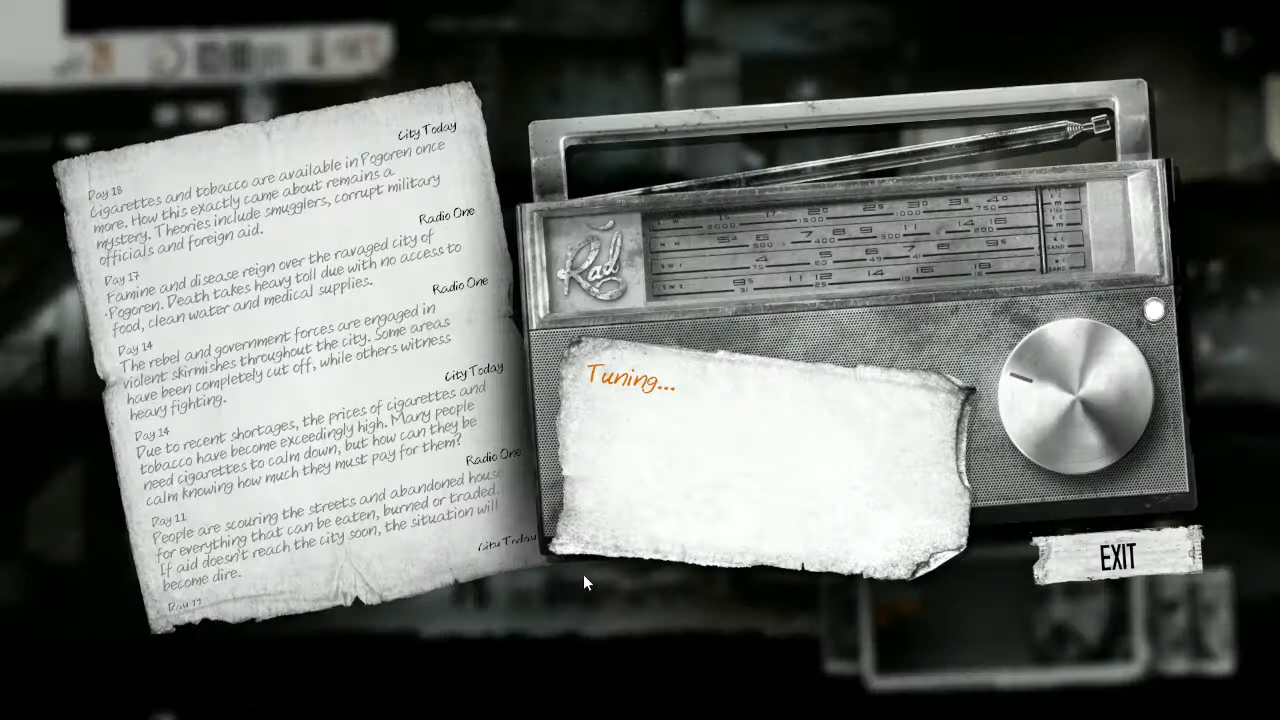 City Today
Day 18
Cigarettes and tobacco are available in Pogoren once
more. How this exactly came about remains a
mystery. Theories include smugglers, corrupt military
officials and foreign aid.
Radio One
Day 17
Famine and disease reign over the ravaged city of
Pogoren. Death takes heavy toll due with no access to
food, clean water and medical supplies.
Radio One
Day 14
The rebel and government forces are engaged in
violent skirmishes throughout the city. Some areas
have been completely cut off, while others witness
heavy fighting.
City Today
Day 14
Due to recent shortages, the prices of cigarettes and
tobacco have become exceedingly high. Many people
need cigarettes to calm down, but how can they be
calm knowing how much they must pay for them?
Radio One
Day 11
People are scouring the streets and abandoned hous
for everything that can be eaten, burned or traded.
If aid doesn't reach the city soon, the situation will
become dire.
City Today
Rad
Tuning...
EXIT